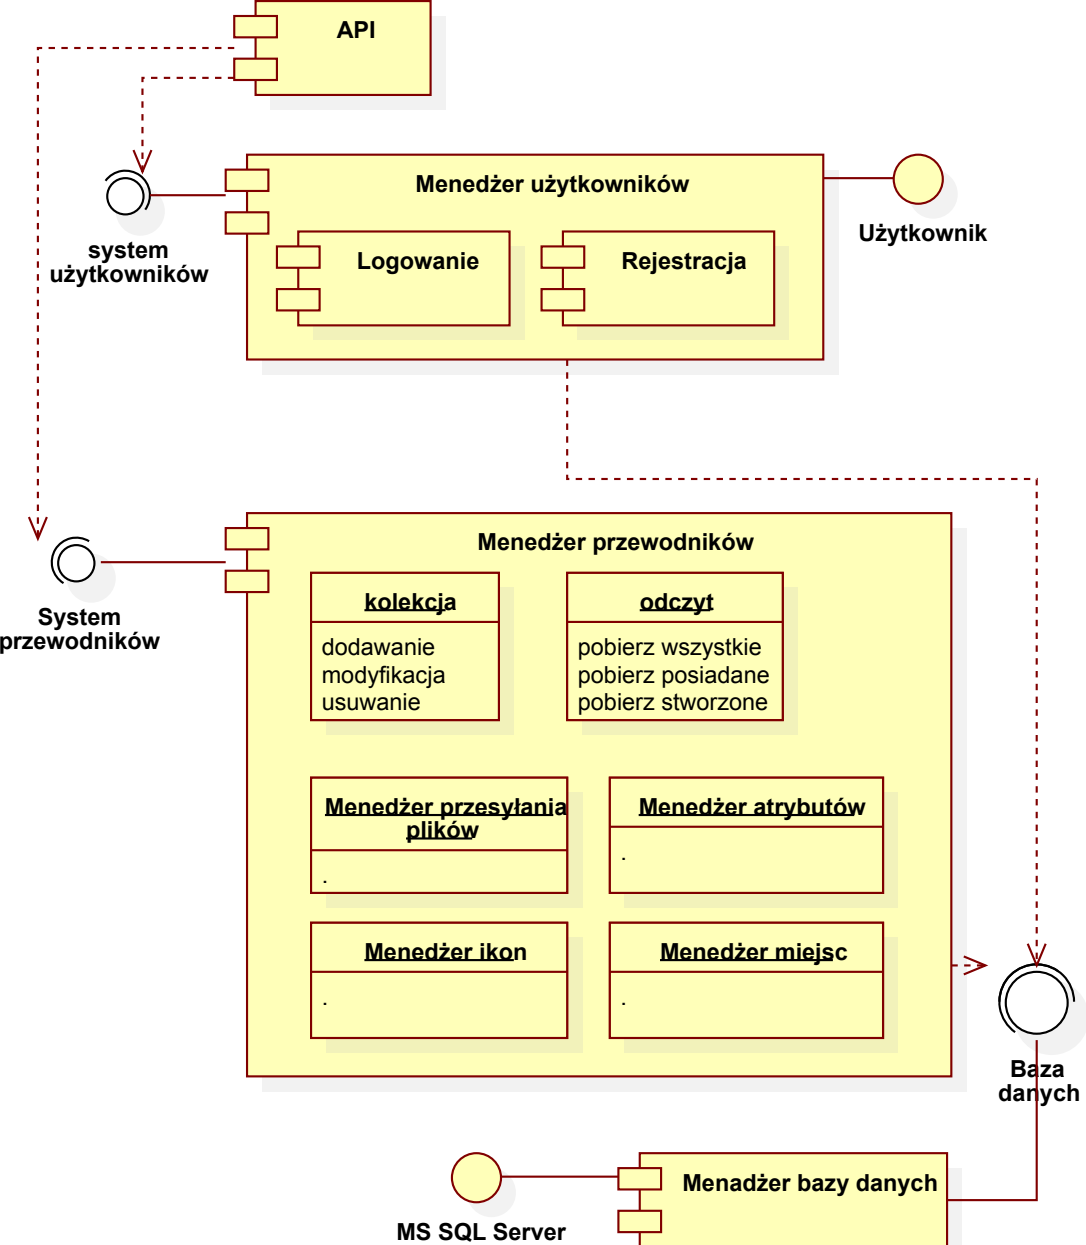 API
Menedżer użytkowników
Użytkownik
system
użytkowników
Logowanie
Rejestracja
Menedżer przewodników
System
przewodników
kolekcja
dodawanie
modyfikacja
usuwanie
odczyt
pobierz wszystkie
pobierz posiadane
pobierz stworzone
Menedżer przesyłania
plików
.
Menedżer atrybutów
.
Menedżer ikon
.
Menedżer miejsc
.
Baza
danych
Menadżer bazy danych
MS SQL Server